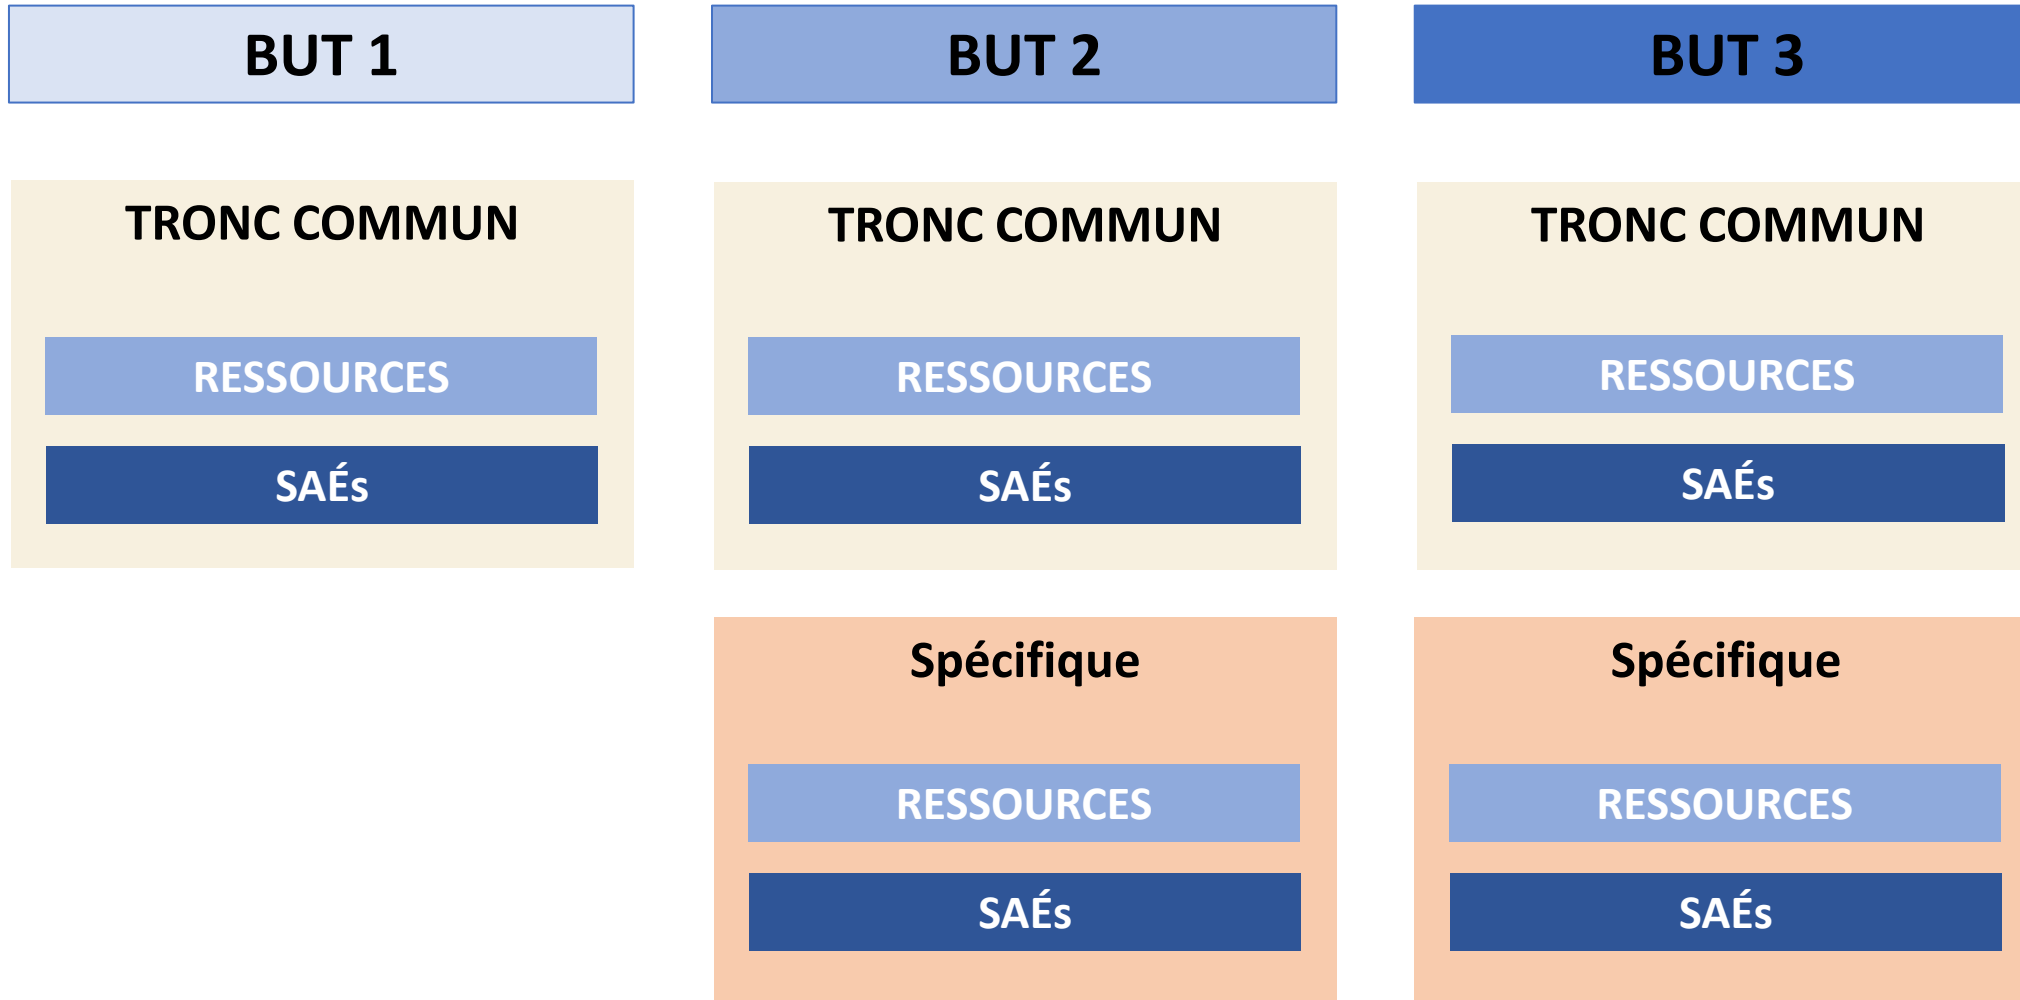 BUT 1
BUT 2
BUT 3
TRONC COMMUN
RESSOURCES
SAÉs
TRONC COMMUN
RESSOURCES
SAÉs
TRONC COMMUN
RESSOURCES
SAÉs
Spécifique
RESSOURCES
SAÉs
Spécifique
RESSOURCES
SAÉs